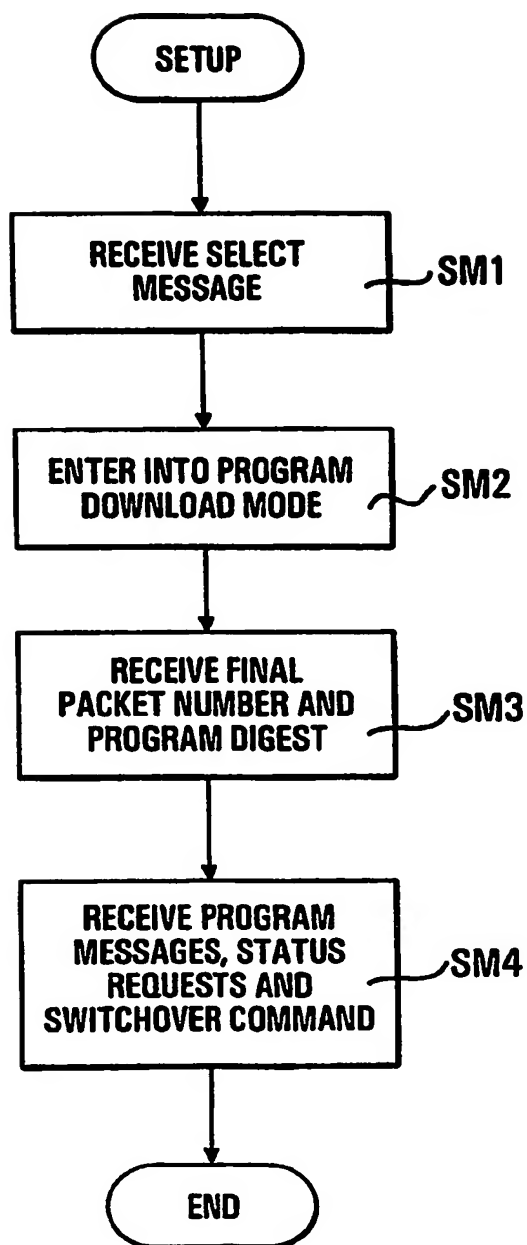 SETUP
RECEIVE SELECT
MESSAGE
SM1
ENTER INTO PROGRAM
DOWNLOAD MODE
SM2
RECEIVE FINAL
PACKET NUMBER AND
PROGRAM DIGEST
SM3
RECEIVE PROGRAM
MESSAGES, STATUS
REQUESTS AND
SWITCHOVER COMMAND
SM4
END